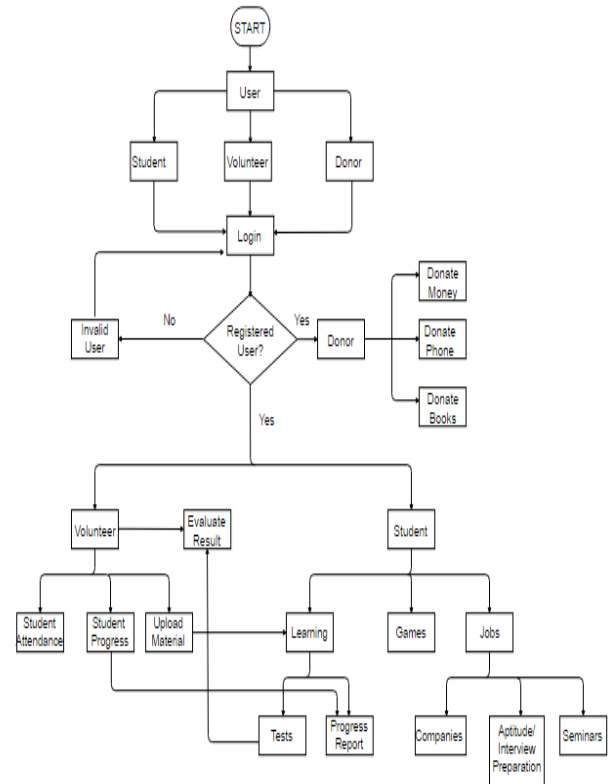 START
User
Student
Volunteer
Donor
Login
Donate
Money
No
Yes
Invalid
User
Registered
User?
Donor
Donate
Phone
Donate
Books
Yes
Volunteer
Evaluate
Result
Student
Student
Attendance
Student
Progress
Upload
Material
Learning
Games
Jobs
Tests
Progress
Report
Companies
Aptitude/
Interview
Preparation
Seminars